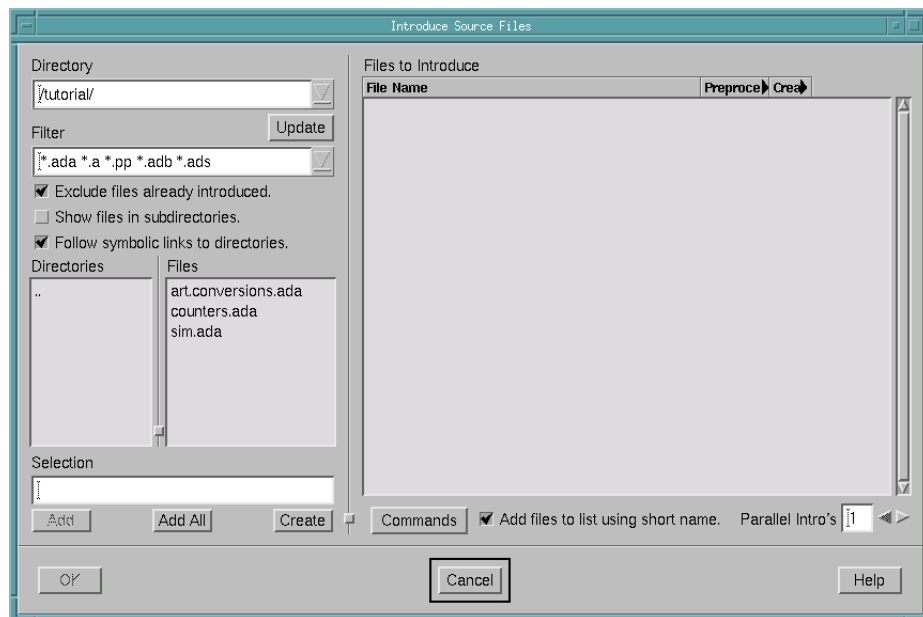 Introduce Source Files
Directory
/tutorial/
Update
Filter
*.ada *.a *.pp *.adb *.ads
Exclude files already introduced.
Show files in subdirectories.
Follow symbolic links to directories.
Directories
Files
..
art.conversions.ada
counters.ada
sim.ada
Selection
Add
Add All
Create
Files to Introduce
File Name
Preproce
Crea
Commands
Add files to list using short name.
Parallel Intro's
1
OK
Cancel
Help